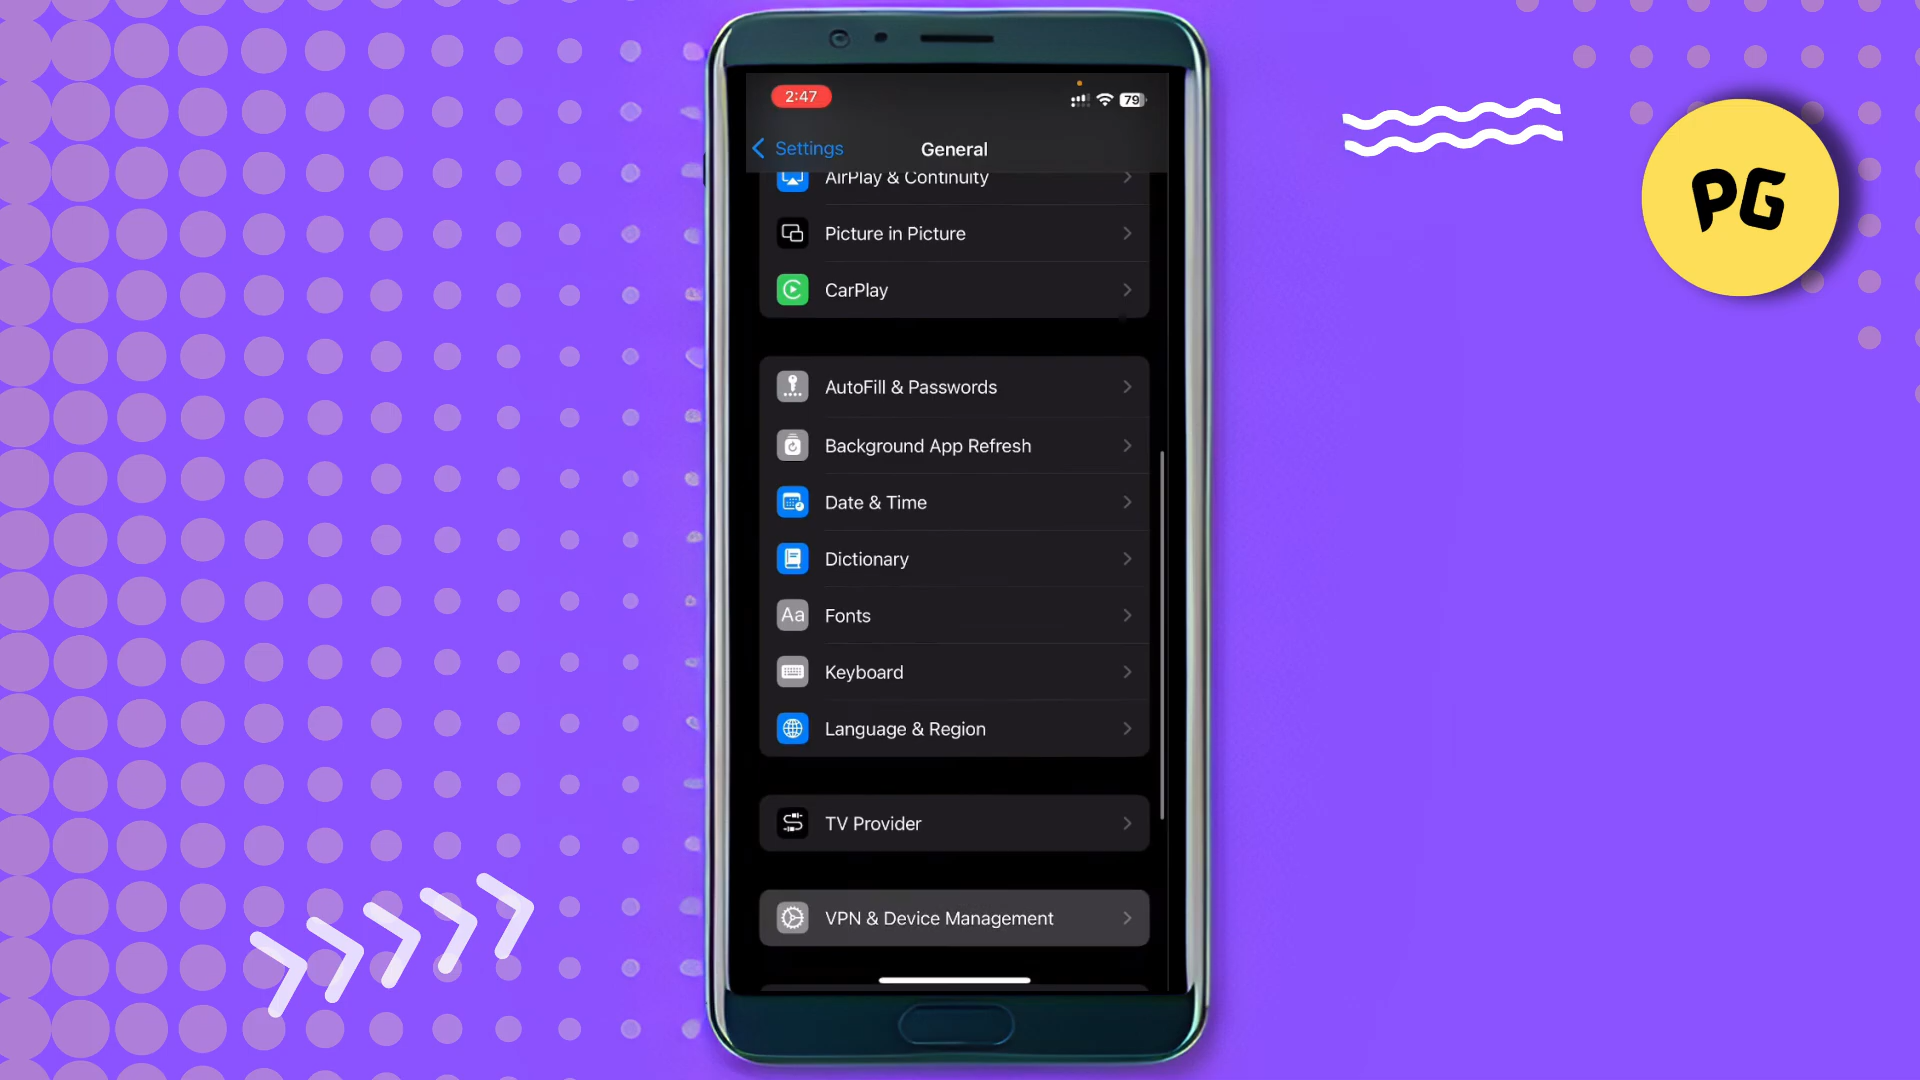 2:47
79
Settings
General
AirPlay & Continuity
Picture in Picture
CarPlay
AutoFill & Passwords
Background App Refresh
Date & Time
Dictionary
Aa Fonts
Keyboard
Language & Region
TV Provider
VPN & Device Management
PG